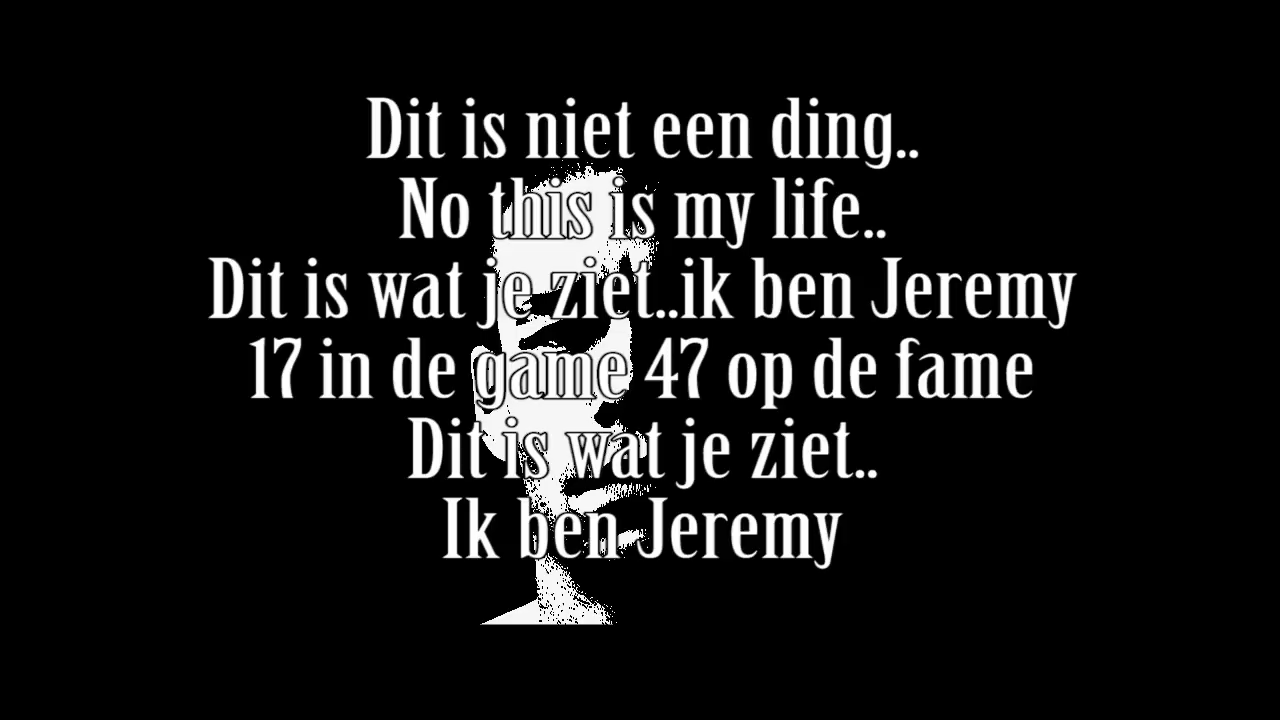 Dit is niet een ding..
No this is my life..
Dit is wat je ziet..ik ben Jeremy
17 in de game 47 op de fame
Dit is wat je ziet..
Ik ben Jeremy